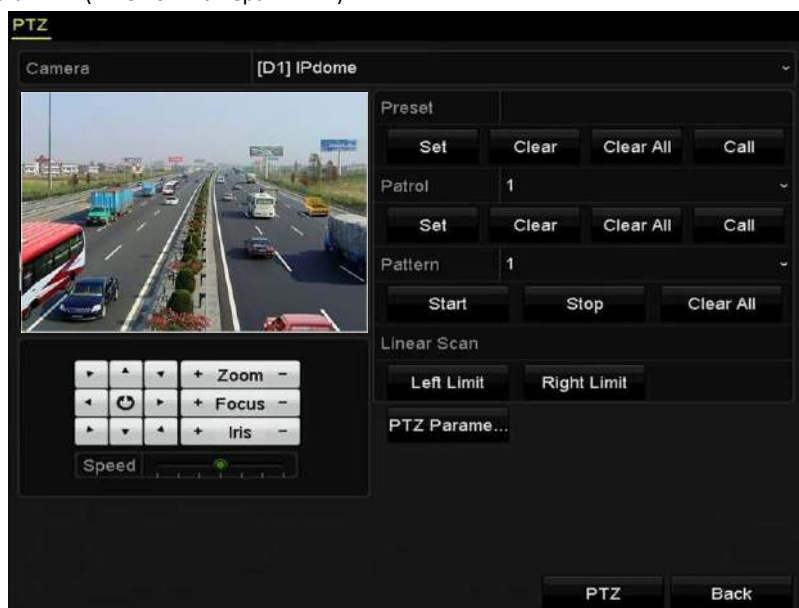 PTZ
Camera [D1] IPdome
Preset
Set Clear Clear All Call
Patrol 1
Set Clear Clear All Call
Pattern 1
Start Stop Clear All
Linear Scan
Left Limit Right Limit
PTZ Parame...
+ Zoom -
+ Focus -
+ Iris -
Speed
PTZ Back